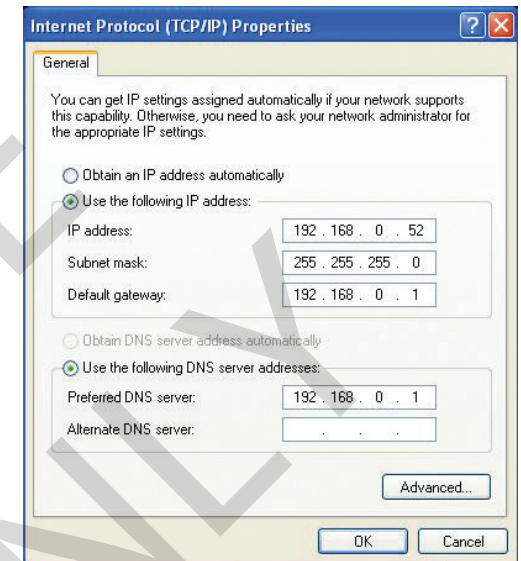 Internet Protocol (TCP/IP) Properties
General
You can get IP settings assigned automatically if your network supports
this capability. Otherwise, you need to ask your network administrator for
the appropriate IP settings.
Obtain an IP address automatically
Use the following IP address:
IP address: 192 . 168 . 0 . 52
Subnet mask: 255 . 255 . 255 . 0
Default gateway: 192 . 168 . 0 . 1
Obtain DNS server address automatically
Use the following DNS server addresses:
Preferred DNS server: 192 . 168 . 0 . 1
Alternate DNS server: . . .
Advanced...
OK Cancel